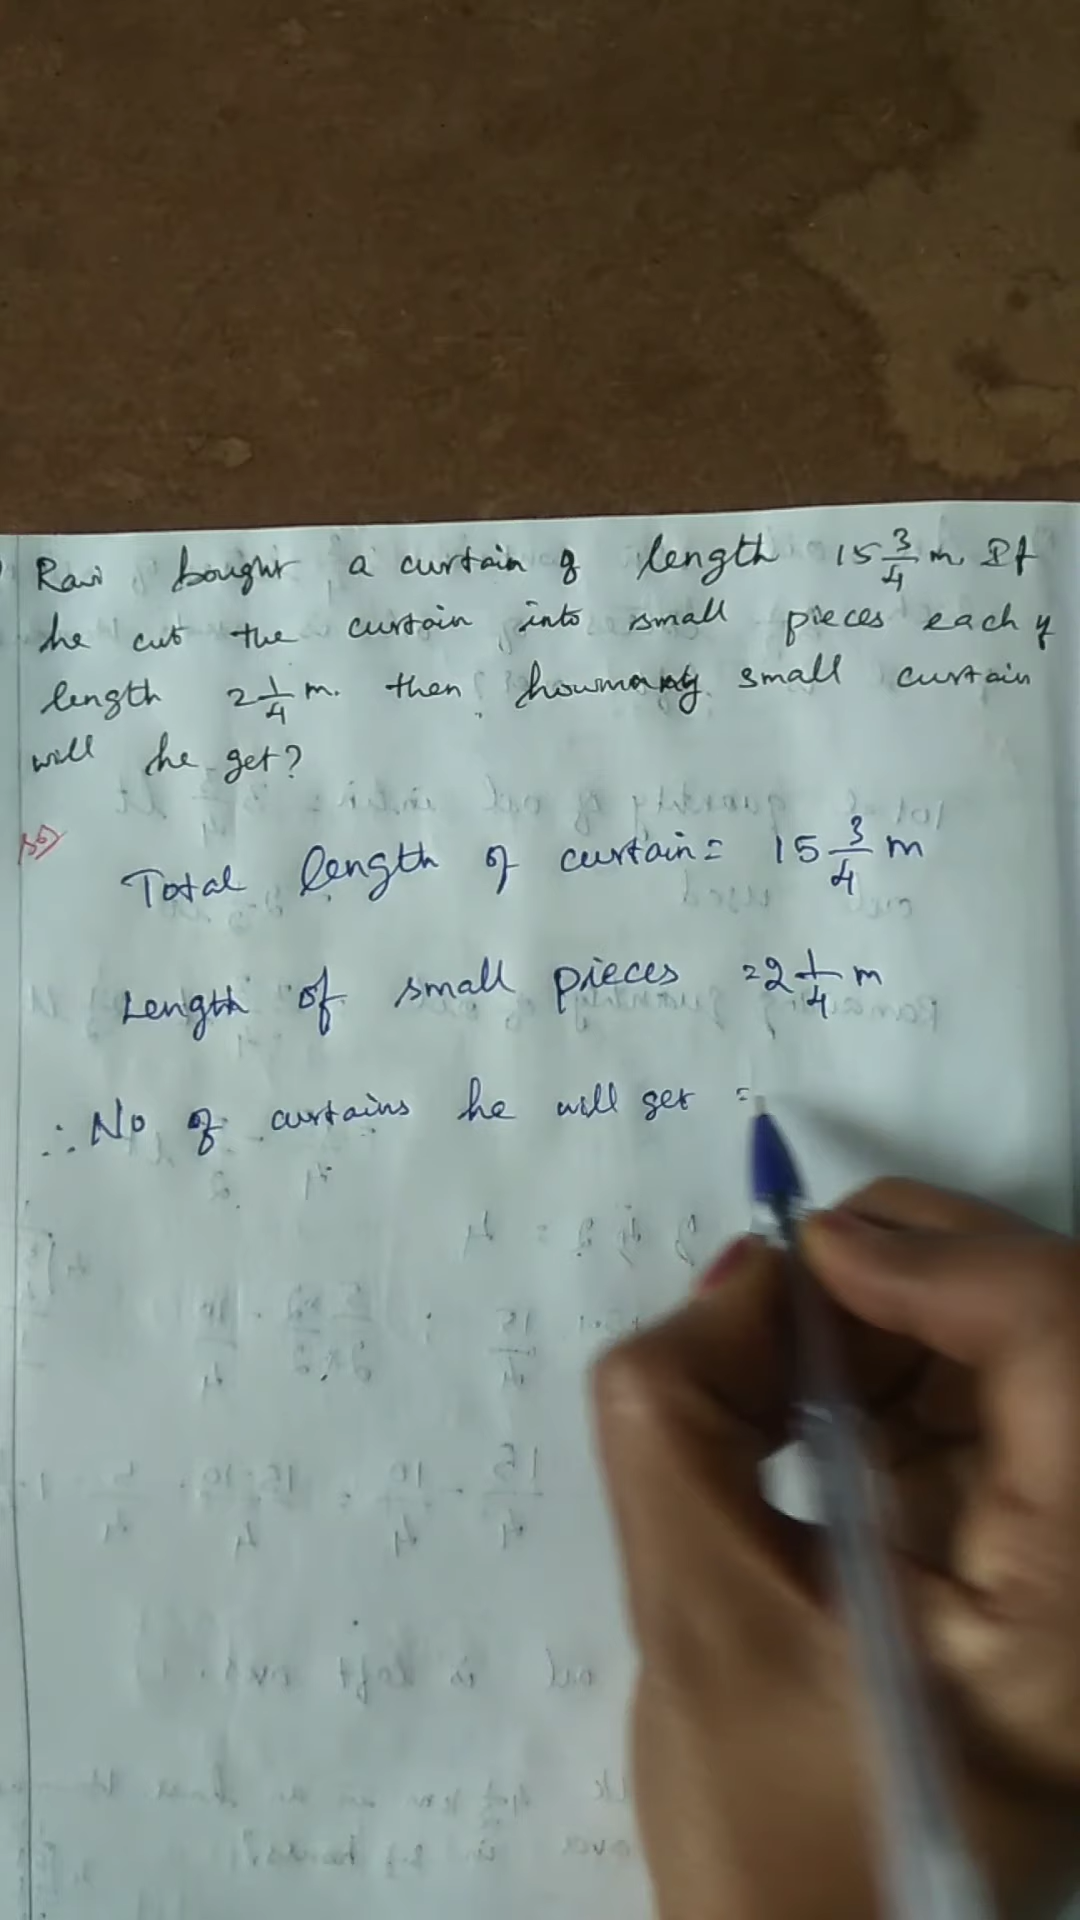 Ravi bought a curtain of length 15 3/4 m. If
he cut the curtain into small pieces each of
length 2 1/4 m. then howmany small curtain
will he get?
Sol
Total length of curtain = 15 3/4 m
Length of small pieces = 2 1/4 m
∴ No of curtains he will get =